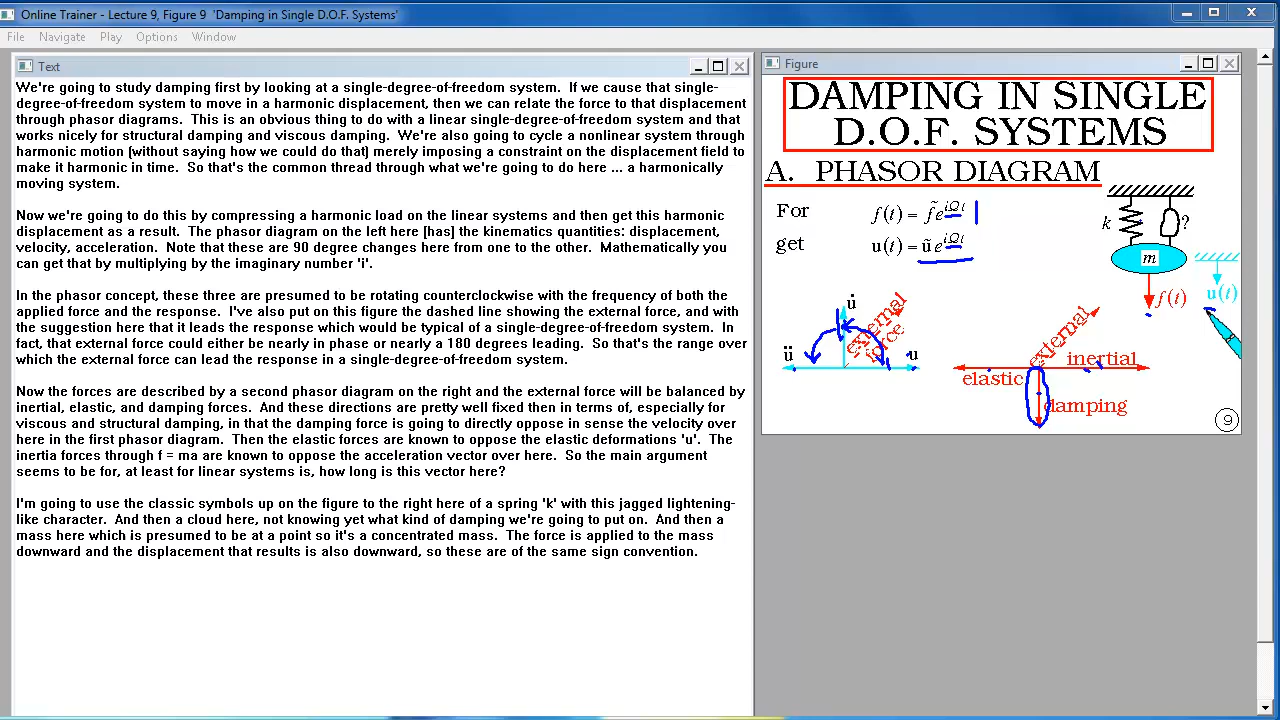 Online Trainer - Lecture 9, Figure 9 'Damping in Single D.O.F. Systems'
File Navigate Play Options Window
Text
We're going to study damping first by looking at a single-degree-of-freedom system. If we cause that single-
degree-of-freedom system to move in a harmonic displacement, then we can relate the force to that displacement
through phasor diagrams. This is an obvious thing to do with a linear single-degree-of-freedom system and that
works nicely for structural damping and viscous damping. We're also going to cycle a nonlinear system through
harmonic motion (without saying how we could do that) merely imposing a constraint on the displacement field to
make it harmonic in time. So that's the common thread through what we're going to do here ... a harmonically
moving system.
Now we're going to do this by compressing a harmonic load on the linear systems and then get this harmonic
displacement as a result. The phasor diagram on the left here [has] the kinematics quantities: displacement,
velocity, acceleration. Note that these are 90 degree changes here from one to the other. Mathematically you
can get that by multiplying by the imaginary number 'i'.
In the phasor concept, these three are presumed to be rotating counterclockwise with the frequency of both the
applied force and the response. I've also put on this figure the dashed line showing the external force, and with
the suggestion here that it leads the response which would be typical of a single-degree-of-freedom system. In
fact, that external force could either be nearly in phase or nearly a 180 degrees leading. So that's the range over
which the external force can lead the response in a single-degree-of-freedom system.
Now the forces are described by a second phasor diagram on the right and the external force will be balanced by
inertial, elastic, and damping forces. And these directions are pretty well fixed then in terms of, especially for
viscous and structural damping, in that the damping force is going to directly oppose in sense the velocity over
here in the first phasor diagram. Then the elastic forces are known to oppose the elastic deformations 'u'. The
inertia forces through f = ma are known to oppose the acceleration vector over here. So the main argument
seems to be for, at least for linear systems is, how long is this vector here?
I'm going to use the classic symbols up on the figure to the right here of a spring 'k' with this jagged lightening-
like character. And then a cloud here, not knowing yet what kind of damping we're going to put on. And then a
mass here which is presumed to be at a point so it's a concentrated mass. The force is applied to the mass
downward and the displacement that results is also downward, so these are of the same sign convention.
Figure
DAMPING IN SINGLE
D.O.F. SYSTEMS
A. PHASOR DIAGRAM
For f(t) = f̃e^{iΩt}
get u(t) = ũe^{iΩt}
k ?
m
f(t)
u(t)
u̇
external
force
ü
u
external
inertial
elastic
damping
9